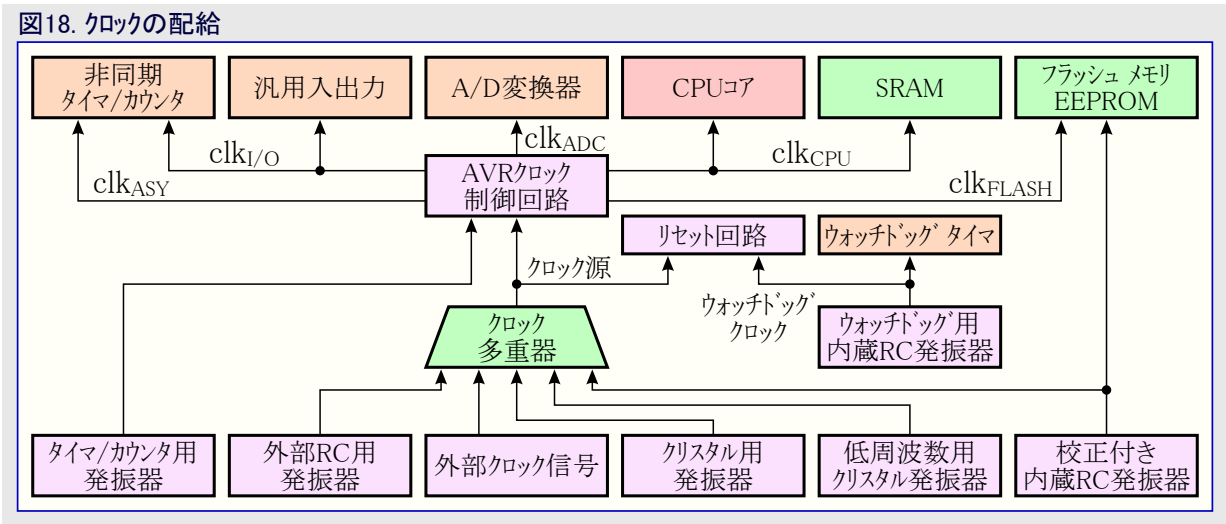 図18. クロックの配給
非同期
タイマ/カウンタ
汎用入出力
A/D変換器
CPUコア
SRAM
フラッシュ メモリ
EEPROM
clkI/O
clkADC
clkCPU
clkASY
clkFLASH
AVRクロック
制御回路
リセット回路
ウォッチドッグ タイマ
クロック源
ウォッチドッグ
クロック
クロック
多重器
ウォッチドッグ用
内蔵RC発振器
タイマ/カウンタ用
発振器
外部RC用
発振器
外部クロック信号
クリスタル用
発振器
低周波数用
クリスタル発振器
校正付き
内蔵RC発振器